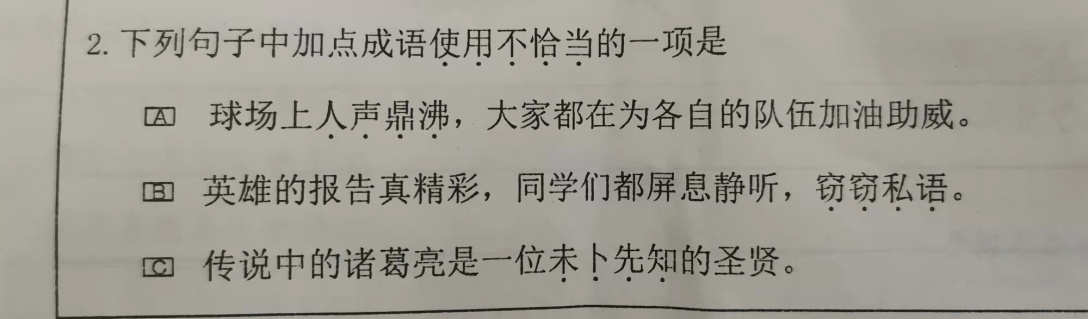 2. 下列句子中加点成语使用不恰当的一项是
A 球场上人声鼎沸，大家都在为各自的队伍加油助威。
B 英雄的报告真精彩，同学们都屏息静听，窃窃私语。
C 传说中的诸葛亮是一位未卜先知的圣贤。